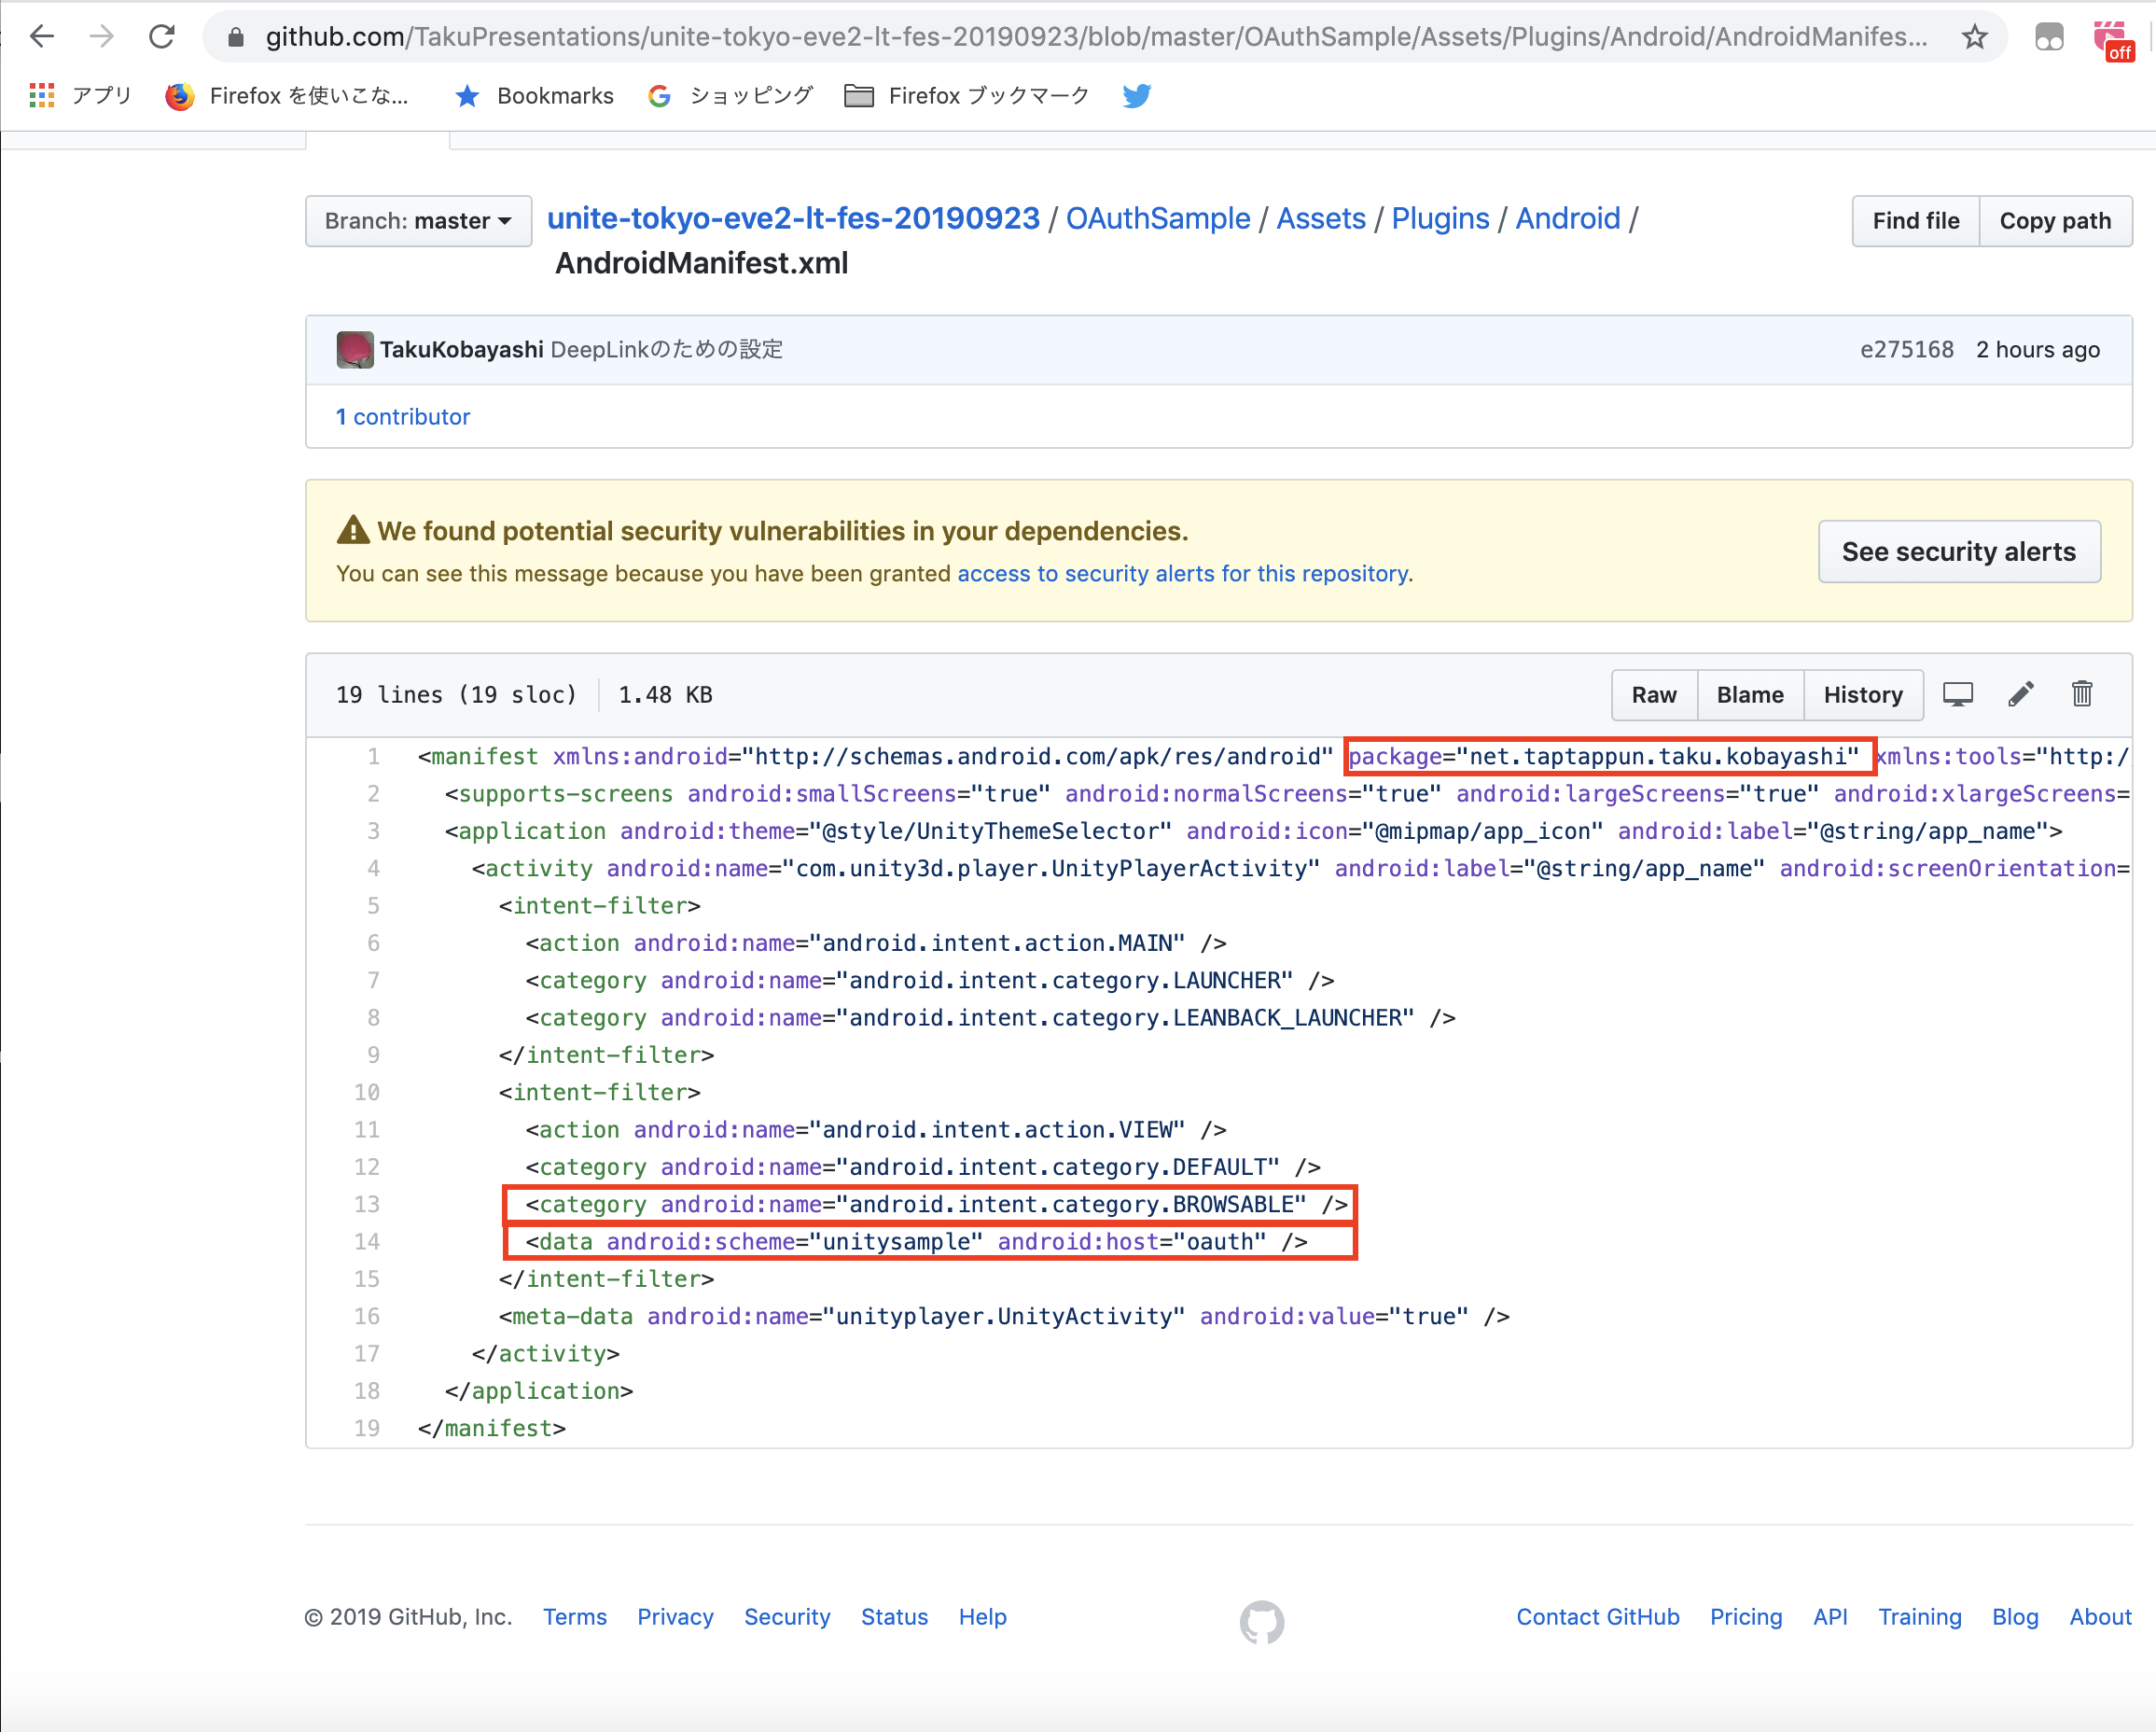 github.com/TakuPresentations/unite-tokyo-eve2-lt-fes-20190923/blob/master/OAuthSample/Assets/Plugins/Android/AndroidManifes...
off
アプリ Firefox を使いこな... Bookmarks ショッピング Firefox ブックマーク
Branch: master unite-tokyo-eve2-lt-fes-20190923 / OAuthSample / Assets / Plugins / Android / Find file Copy path
AndroidManifest.xml
TakuKobayashi DeepLinkのための設定 e275168 2 hours ago
1 contributor
We found potential security vulnerabilities in your dependencies.
You can see this message because you have been granted access to security alerts for this repository.
See security alerts
19 lines (19 sloc) 1.48 KB Raw Blame History
1 <manifest xmlns:android="http://schemas.android.com/apk/res/android" package="net.taptappun.taku.kobayashi" xmlns:tools="http:/
2 <supports-screens android:smallScreens="true" android:normalScreens="true" android:largeScreens="true" android:xlargeScreens=
3 <application android:theme="@style/UnityThemeSelector" android:icon="@mipmap/app_icon" android:label="@string/app_name">
4 <activity android:name="com.unity3d.player.UnityPlayerActivity" android:label="@string/app_name" android:screenOrientation=
5 <intent-filter>
6 <action android:name="android.intent.action.MAIN" />
7 <category android:name="android.intent.category.LAUNCHER" />
8 <category android:name="android.intent.category.LEANBACK_LAUNCHER" />
9 </intent-filter>
10 <intent-filter>
11 <action android:name="android.intent.action.VIEW" />
12 <category android:name="android.intent.category.DEFAULT" />
13 <category android:name="android.intent.category.BROWSABLE" />
14 <data android:scheme="unitysample" android:host="oauth" />
15 </intent-filter>
16 <meta-data android:name="unityplayer.UnityActivity" android:value="true" />
17 </activity>
18 </application>
19 </manifest>
© 2019 GitHub, Inc. Terms Privacy Security Status Help Contact GitHub Pricing API Training Blog About